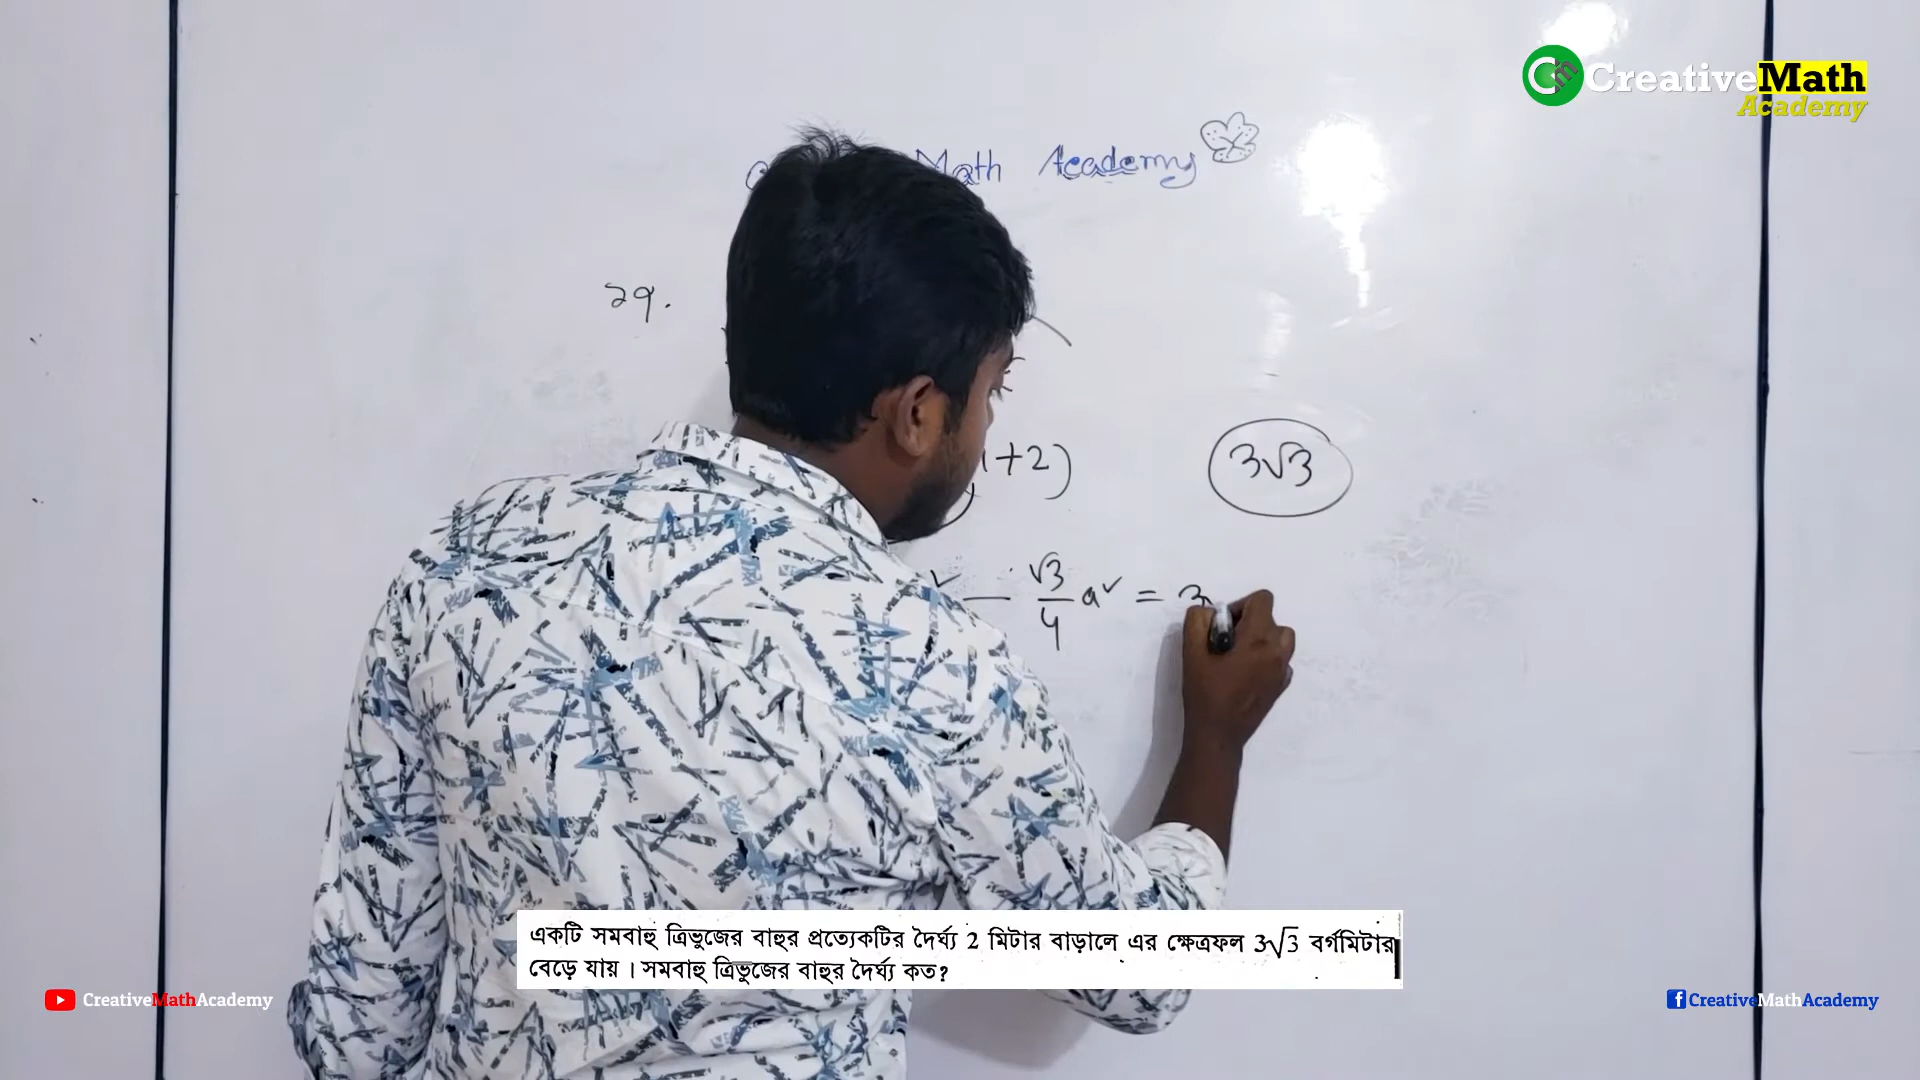 CreativeMath
Academy
Math Academy
২৭.
+2)
3√3
— √3/4 a² = 3
একটি সমবাহু ত্রিভুজের বাহুর প্রত্যেকটির দৈর্ঘ্য 2 মিটার বাড়ালে এর ক্ষেত্রফল 3√3 বর্গমিটার
বেড়ে যায়। সমবাহু ত্রিভুজের বাহুর দৈর্ঘ্য কত?
CreativeMathAcademy
CreativeMathAcademy